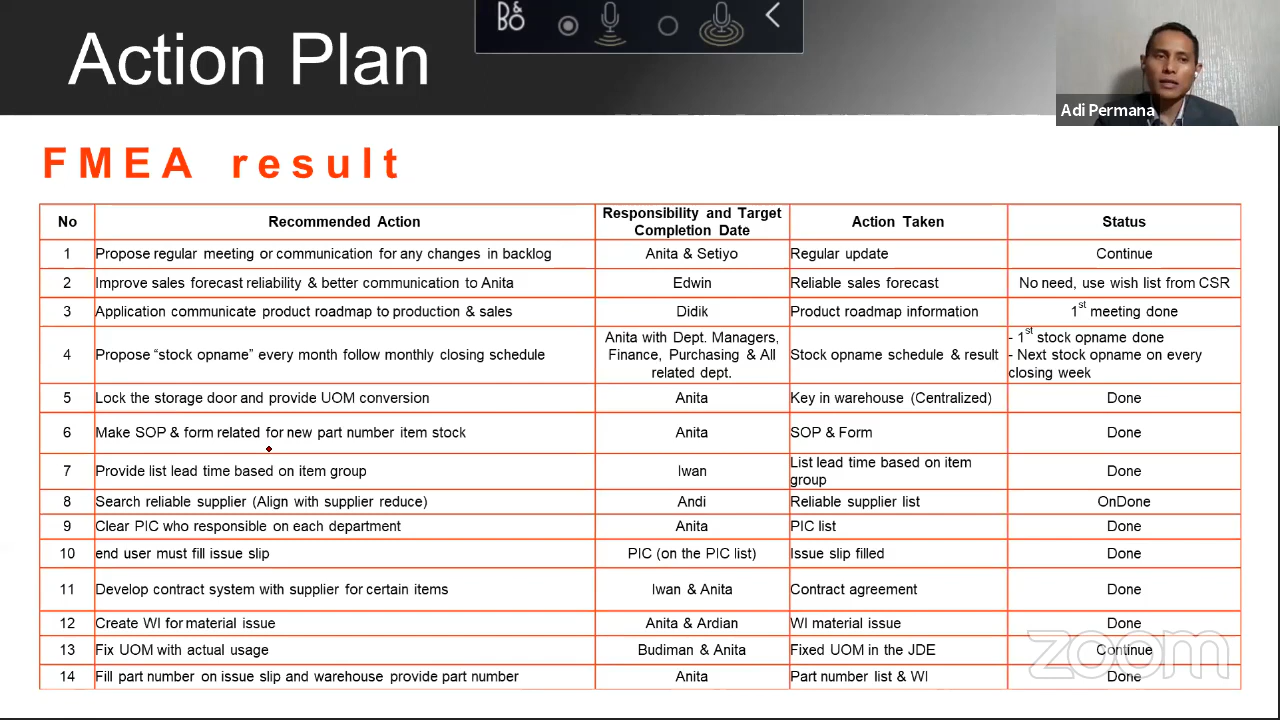 B&O
Action Plan
Adi Permana
FMEA result
No Recommended Action Responsibility and Target Completion Date Action Taken Status
1 Propose regular meeting or communication for any changes in backlog Anita & Setiyo Regular update Continue
2 Improve sales forecast reliability & better communication to Anita Edwin Reliable sales forecast No need, use wish list from CSR
3 Application communicate product roadmap to production & sales Didik Product roadmap information 1st meeting done
4 Propose “stock opname” every month follow monthly closing schedule Anita with Dept. Managers, Finance, Purchasing & All related dept. Stock opname schedule & result - 1st stock opname done - Next stock opname on every closing week
5 Lock the storage door and provide UOM conversion Anita Key in warehouse (Centralized) Done
6 Make SOP & form related for new part number item stock Anita SOP & Form Done
7 Provide list lead time based on item group Iwan List lead time based on item group Done
8 Search reliable supplier (Align with supplier reduce) Andi Reliable supplier list OnDone
9 Clear PIC who responsible on each department Anita PIC list Done
10 end user must fill issue slip PIC (on the PIC list) Issue slip filled Done
11 Develop contract system with supplier for certain items Iwan & Anita Contract agreement Done
12 Create WI for material issue Anita & Ardian WI material issue Done
13 Fix UOM with actual usage Budiman & Anita Fixed UOM in the JDE Continue
14 Fill part number on issue slip and warehouse provide part number Anita Part number list & WI Done
zoom